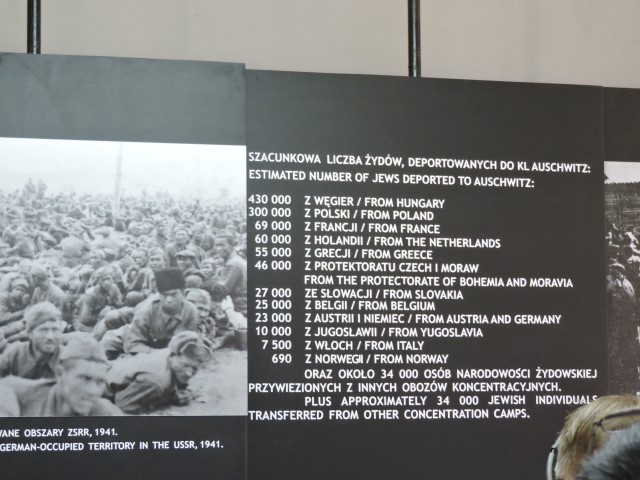 SZACUNKOWA LICZBA ŻYDÓW, DEPORTOWANYCH DO KL AUSCHWITZ:
ESTIMATED NUMBER OF JEWS DEPORTED TO AUSCHWITZ:
430 000 Z WĘGIER / FROM HUNGARY
300 000 Z POLSKI / FROM POLAND
69 000 Z FRANCJI / FROM FRANCE
60 000 Z HOLANDII / FROM THE NETHERLANDS
55 000 Z GRECJI / FROM GREECE
46 000 Z PROTEKTORATU CZECH I MORAW
FROM THE PROTECTORATE OF BOHEMIA AND MORAVIA
27 000 ZE SŁOWACJI / FROM SLOVAKIA
25 000 Z BELGII / FROM BELGIUM
23 000 Z AUSTRII I NIEMIEC / FROM AUSTRIA AND GERMANY
10 000 Z JUGOSŁAWII / FROM YUGOSLAVIA
7 500 Z WŁOCH / FROM ITALY
690 Z NORWEGII / FROM NORWAY
ORAZ OKOŁO 34 000 OSÓB NARODOWOŚCI ŻYDOWSKIEJ
PRZYWIEZIONYCH Z INNYCH OBOZÓW KONCENTRACYJNYCH.
PLUS APPROXIMATELY 34 000 JEWISH INDIVIDUALS
TRANSFERRED FROM OTHER CONCENTRATION CAMPS.
OBSZARY ZSRR, 1941.
GERMAN-OCCUPIED TERRITORY IN THE USSR, 1941.